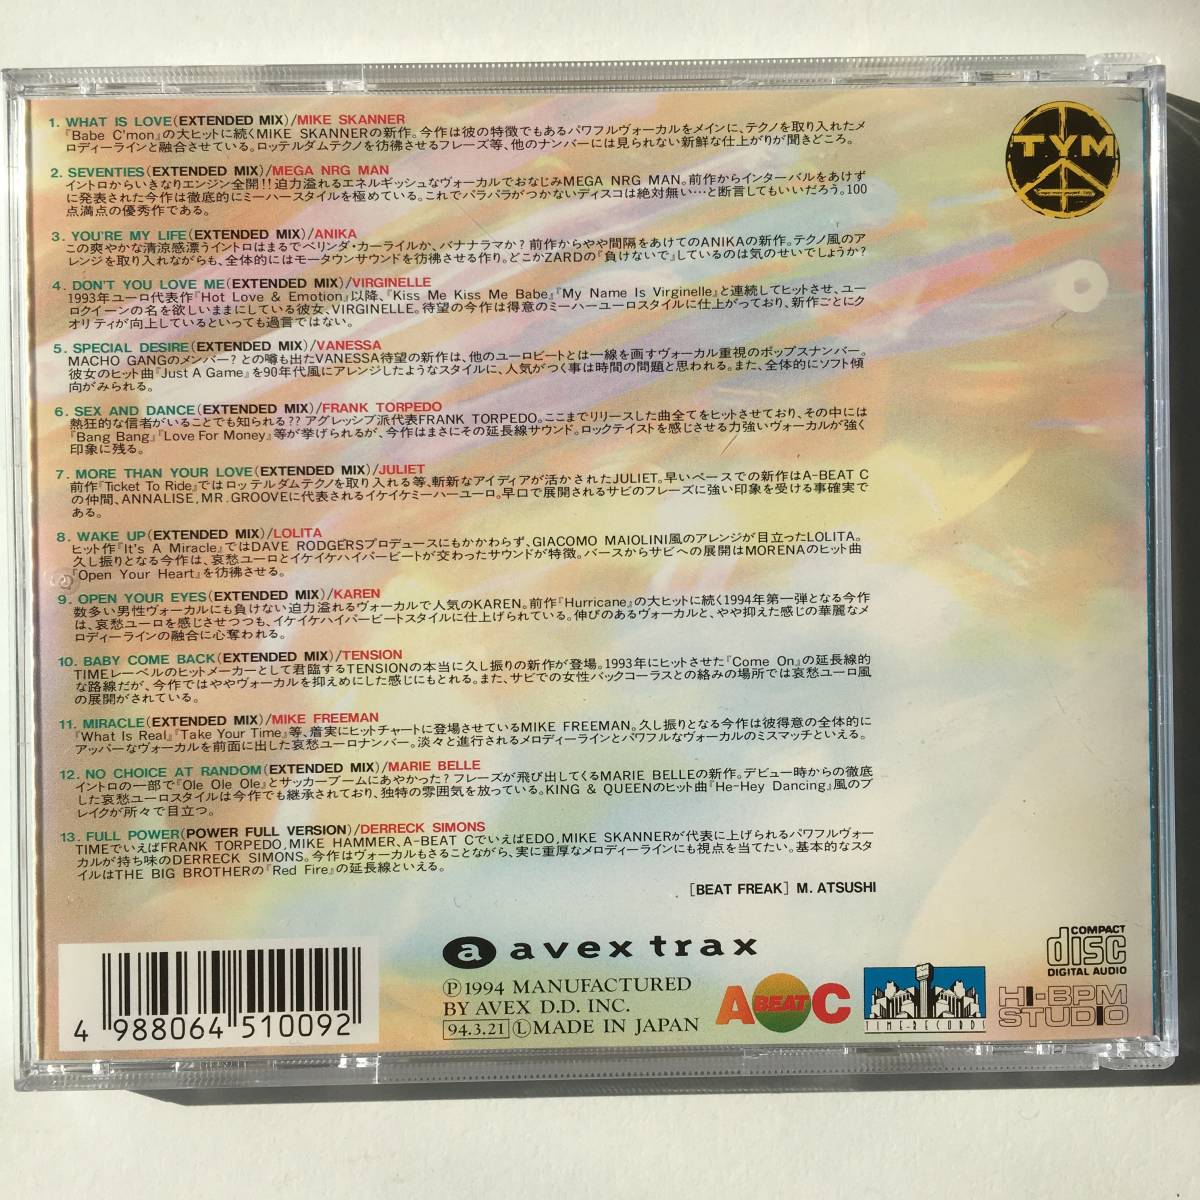 1. WHAT IS LOVE(EXTENDED MIX)/MIKE SKANNER
『Babe C'mon』の大ヒットに続くMIKE SKANNERの新作。今作は彼の特徴でもあるパワフルヴォーカルをメインに、テクノを取り入れたメ
ロディーラインと融合させている。ロッテルダムテクノを彷彿させるフレーズ等、他のナンバーには見られない新鮮な仕上がりが聞きどころ。
2. SEVENTIES(EXTENDED MIX)/MEGA NRG MAN
イントロからいきなりエンジン全開!!迫力溢れるエネルギッシュなヴォーカルでおなじみMEGA NRG MAN。前作からインターバルをあけず
に発表された今作は徹底的にミーハースタイルを極めている。これでパラパラがつかないディスコは絶対無い…と断言してもいいだろう。100
点満点の優秀作である。
3. YOU'RE MY LIFE(EXTENDED MIX)/ANIKA
この爽やかな清涼感漂うイントロはまるでベリンダ・カーライルか、バナナラマか?前作からやや間隔をあけてのANIKAの新作。テクノ風のア
レンジを取り入れながらも、全体的にはモータウンサウンドを彷彿させる作り。どこかZARDの『負けないで』しているのは気のせいでしょうか?
4. DON'T YOU LOVE ME(EXTENDED MIX)/VIRGINELLE
1993年ユーロ代表作『Hot Love & Emotion』以降、『Kiss Me Kiss Me Babe』『My Name Is Virginelle』と連続してヒットさせ、ユー
ロクイーンの名を欲しいままにしている彼女、VIRGINELLE。待望の今作は得意のミーハーユーロスタイルに仕上がっており、新作ごとにク
オリティが向上しているといっても過言ではない。
5. SPECIAL DESIRE(EXTENDED MIX)/VANESSA
MACHO GANGのメンバー?との噂も出たVANESSA待望の新作は、他のユーロビートとは一線を画すヴォーカル重視のポップスナンバー。
彼女のヒット曲『Just A Game』を90年代風にアレンジしたようなスタイルに、人気がつく事は時間の問題と思われる。また、全体的にソフト傾
向がみられる。
6. SEX AND DANCE(EXTENDED MIX)/FRANK TORPEDO
熱狂的な信者がいることでも知られる??アグレッシブ派代表FRANK TORPEDO。ここまでリリースした曲全てをヒットさせており、その中には
『Bang Bang』『Love For Money』等が挙げられるが、今作はまさにその延長線サウンド。ロックテイストを感じさせる力強いヴォーカルが強く
印象に残る。
7. MORE THAN YOUR LOVE(EXTENDED MIX)/JULIET
前作『Ticket To Ride』ではロッテルダムテクノを取り入れる等、斬新なアイディアが活かされたJULIET。早いペースでの新作はA-BEAT C
の仲間、ANNALISE,MR.GROOVEに代表されるイケイケミーハーユーロ。早口で展開されるサビのフレーズに強い印象を受ける事確実で
ある。
8. WAKE UP(EXTENDED MIX)/LOLITA
ヒット作『It's A Miracle』ではDAVE RODGERSプロデュースにもかかわらず、GIACOMO MAIOLINI風のアレンジが目立ったLOLITA。
久し振りとなる今作は、哀愁ユーロとイケイケハイパービートが交わったサウンドが特徴。バースからサビへの展開はMORENAのヒット曲
『Open Your Heart』を彷彿させる。
9. OPEN YOUR EYES(EXTENDED MIX)/KAREN
数多い男性ヴォーカルにも負けない迫力溢れるヴォーカルで人気のKAREN。前作『Hurricane』の大ヒットに続く1994年第一弾となる今作
は、哀愁ユーロを感じさせつつも、イケイケハイパービートスタイルに仕上げられている。伸びのあるヴォーカルと、やや抑えた感じの華麗なメ
ロディーラインの融合に心奪われる。
10. BABY COME BACK(EXTENDED MIX)/TENSION
TIMEレーベルのヒットメーカーとして君臨するTENSIONの本当に久し振りの新作が登場。1993年にヒットさせた『Come On』の延長線的
な路線だが、今作ではややヴォーカルを抑えめにした感じにもとれる。また、サビでの女性バックコーラスとの絡みの場所では哀愁ユーロ風
の展開がされている。
11. MIRACLE(EXTENDED MIX)/MIKE FREEMAN
『What Is Real』『Take Your Time』等、着実にヒットチャートに登場させているMIKE FREEMAN。久し振りとなる今作は彼得意の全体的に
アッパーなヴォーカルを前面に出した哀愁ユーロナンバー。淡々と進行されるメロディーラインとパワフルなヴォーカルのミスマッチといえる。
12. NO CHOICE AT RANDOM(EXTENDED MIX)/MARIE BELLE
イントロの一部で『Ole Ole Ole』とサッカーブームにあやかった?フレーズが飛び出してくるMARIE BELLEの新作。デビュー時からの徹底
した哀愁ユーロスタイルは今作でも継承されており、独特の雰囲気を放っている。KING & QUEENのヒット曲『He-Hey Dancing』風のブ
レイクが所々で目立つ。
13. FULL POWER(POWER FULL VERSION)/DERRECK SIMONS
TIMEでいえばFRANK TORPEDO,MIKE HAMMER、A-BEAT CでいえばEDO,MIKE SKANNERが代表に上げられるパワフルヴォー
カルが持ち味のDERRECK SIMONS。今作はヴォーカルもさることながら、実に重厚なメロディーラインにも視点を当てたい。基本的なスタ
イルはTHE BIG BROTHERの『Red Fire』の延長線といえる。
[BEAT FREAK] M. ATSUSHI
TYM
a avex trax
Ⓟ1994 MANUFACTURED
BY AVEX D.D. INC.
94.3.21 Ⓛ MADE IN JAPAN
A BEAT C
TIME-RECORDS
COMPACT
disc
DIGITAL AUDIO
HI-BPM
STUDIO
4 988064 510092